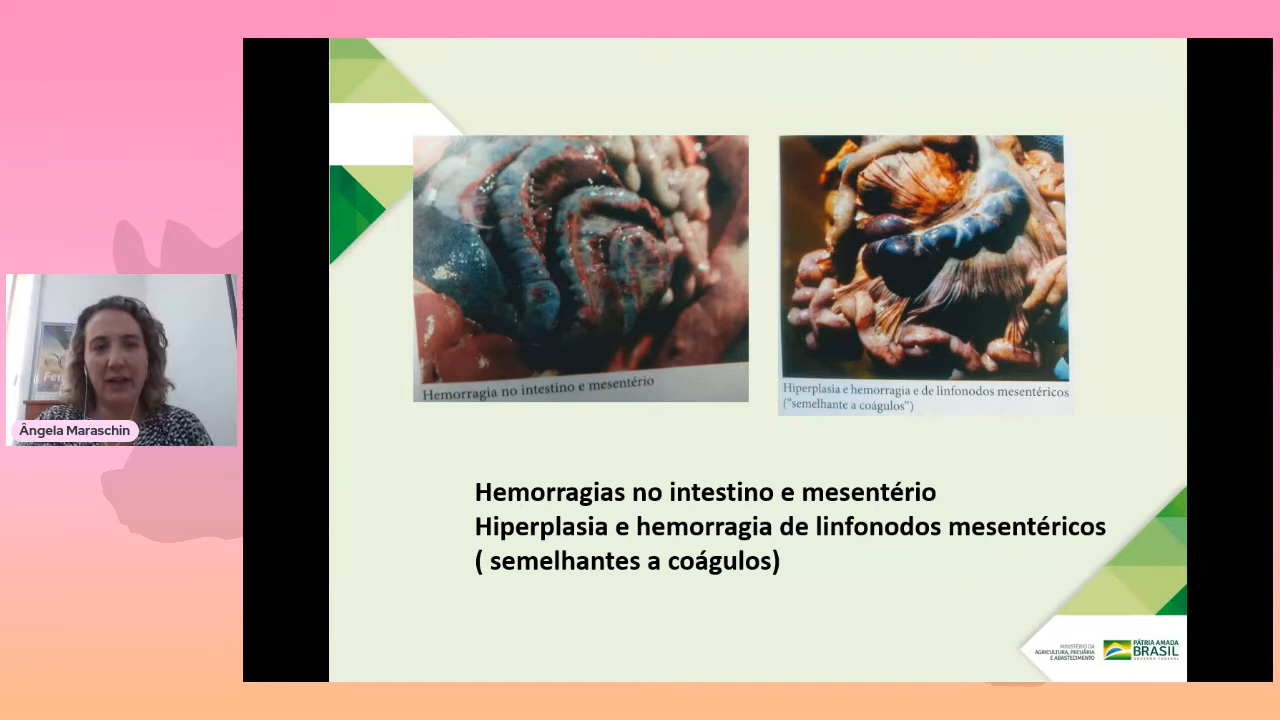 Hemorragia no intestino e mesentério
Hiperplasia e hemorragia e de linfonodos mesentéricos
("semelhante a coágulos")
Ângela Maraschin
Hemorragias no intestino e mesentério
Hiperplasia e hemorragia de linfonodos mesentéricos
( semelhantes a coágulos)
MINISTÉRIO DA
AGRICULTURA, PECUÁRIA
E ABASTECIMENTO
PÁTRIA AMADA
BRASIL
GOVERNO FEDERAL